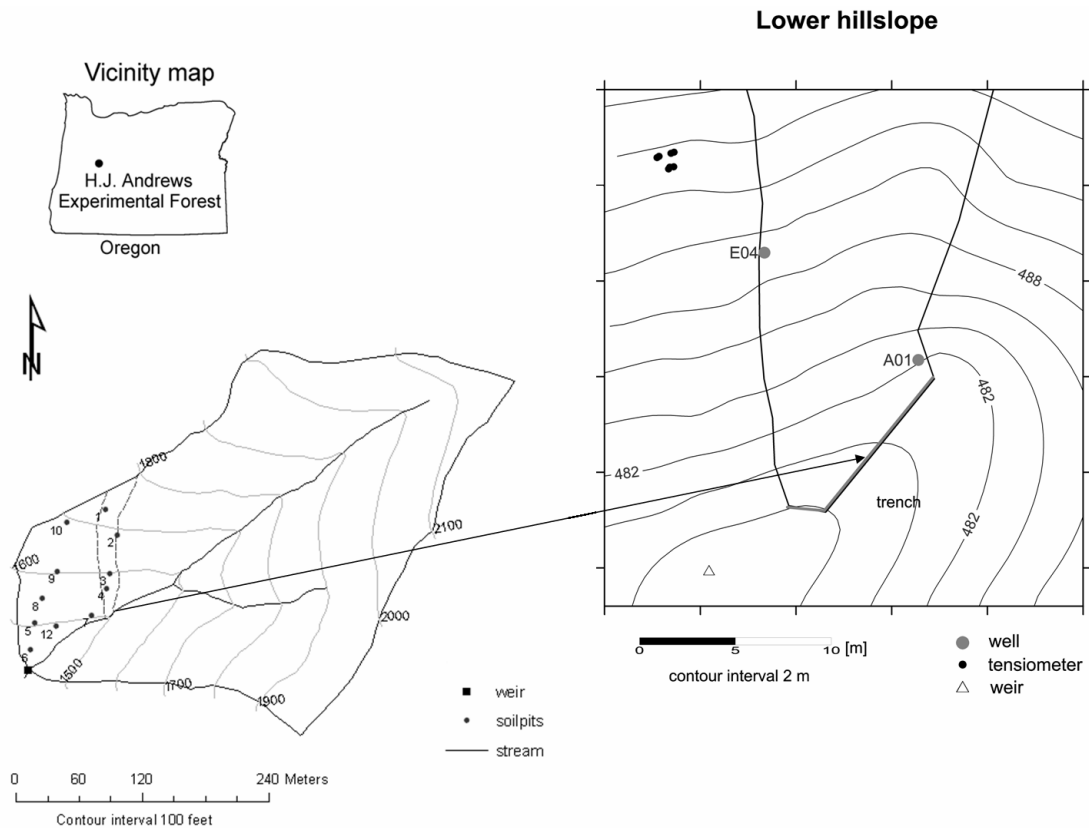 Lower hillslope
Vicinity map
H.J. Andrews
Experimental Forest
Oregon
N
E04
488
A01
482
482
trench
482
1800
1
10
2
2100
1600
9
3
4
8
7
5
12
2000
6
1500
1700
1900
weir
soilpits
stream
0 60 120 240 Meters
Contour interval 100 feet
0 5 10 [m]
contour interval 2 m
well
tensiometer
weir